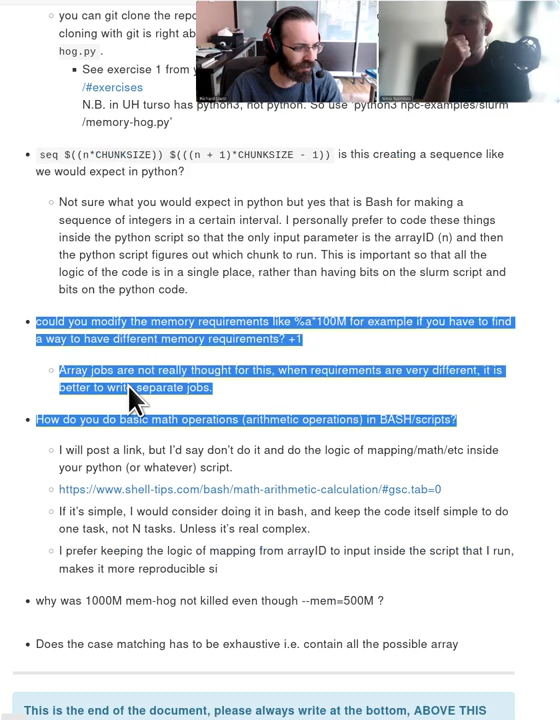 you can git clone the repo
cloning with git is right ab
hog.py .
See exercise 1 from y
/#exercises
N.B. in UH turso has python3, not python. So use 'python3 hpc-examples/slurm
/memory-hog.py'
seq $((n*CHUNKSIZE)) $(((n + 1)*CHUNKSIZE - 1)) is this creating a sequence like
we would expect in python?
Not sure what you would expect in python but yes that is Bash for making a
sequence of integers in a certain interval. I personally prefer to code these things
inside the python script so that the only input parameter is the arrayID (n) and then
the python script figures out which chunk to run. This is important so that all the
logic of the code is in a single place, rather than having bits on the slurm script and
bits on the python code.
could you modify the memory requirements like %a*100M for example if you have to find
a way to have different memory requirements? +1
Array jobs are not really thought for this, when requirements are very different, it is
better to write separate jobs.
How do you do basic math operations (arithmetic operations) in BASH/scripts?
I will post a link, but I'd say don't do it and do the logic of mapping/math/etc inside
your python (or whatever) script.
https://www.shell-tips.com/bash/math-arithmetic-calculation/#gsc.tab=0
If it's simple, I would consider doing it in bash, and keep the code itself simple to do
one task, not N tasks. Unless it's real complex.
I prefer keeping the logic of mapping from arrayID to input inside the script that I run,
makes it more reproducible si
why was 1000M mem-hog not killed even though --mem=500M ?
Does the case matching has to be exhaustive i.e. contain all the possible array
This is the end of the document, please always write at the bottom, ABOVE THIS